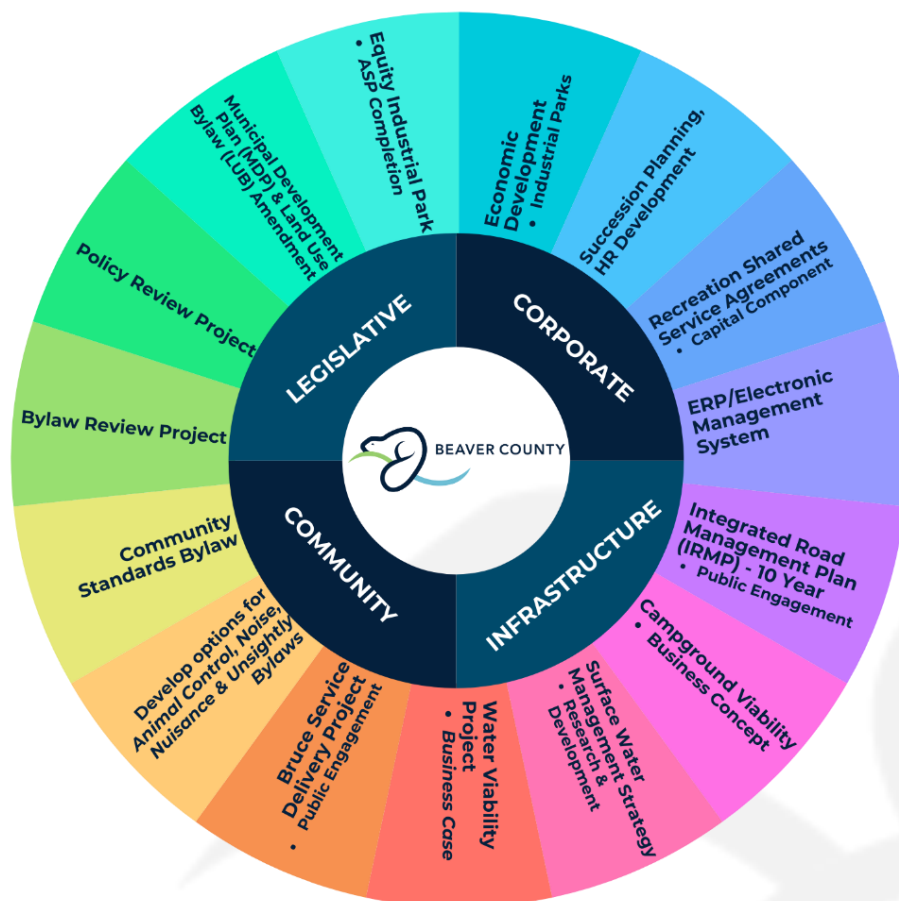 BEAVER COUNTY
LEGISLATIVE
CORPORATE
INFRASTRUCTURE
COMMUNITY
Economic
Development
• Industrial Parks
Succession Planning,
HR Development
Recreation Shared
Service Agreements
• Capital Component
ERP/Electronic
Management
System
Integrated Road
Management Plan
(IRMP) - 10 Year
• Public Engagement
Campground Viability
• Business Concept
Surface Water
Management Strategy
• Research &
Development
Water Viability
Project
• Business Case
Bruce Service
Delivery Project
• Public Engagement
Develop options for
Animal Control, Noise,
Nuisance & Unsightly
Bylaws
Community
Standards Bylaw
Bylaw Review Project
Policy Review Project
Municipal Development
Plan (MDP) & Land Use
Bylaw (LUB) Amendment
Equity Industrial Park
• ASP Completion